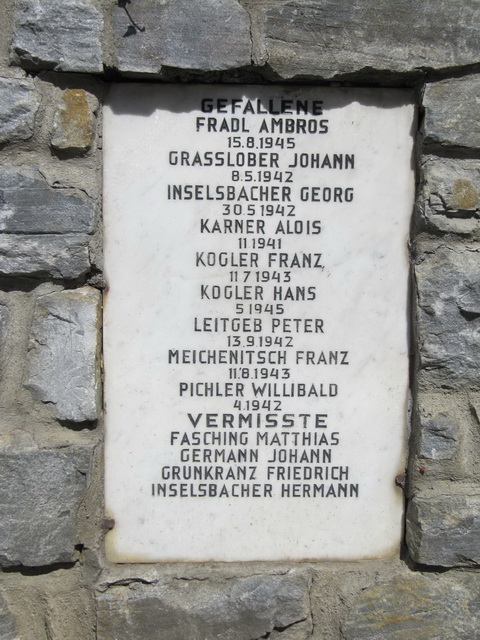 GEFALLENE
FRADL AMBROS
15.8.1945
GRASSLOBER JOHANN
8.5.1942
INSELSBACHER GEORG
30.5.1942
KARNER ALOIS
11.1941
KOGLER FRANZ
11.7.1943
KOGLER HANS
5.1945
LEITGEB PETER
13.9.1942
MEICHENITSCH FRANZ
11.8.1943
PICHLER WILLIBALD
4.1942
VERMISSTE
FASCHING MATTHIAS
GERMANN JOHANN
GRUNKRANZ FRIEDRICH
INSELSBACHER HERMANN